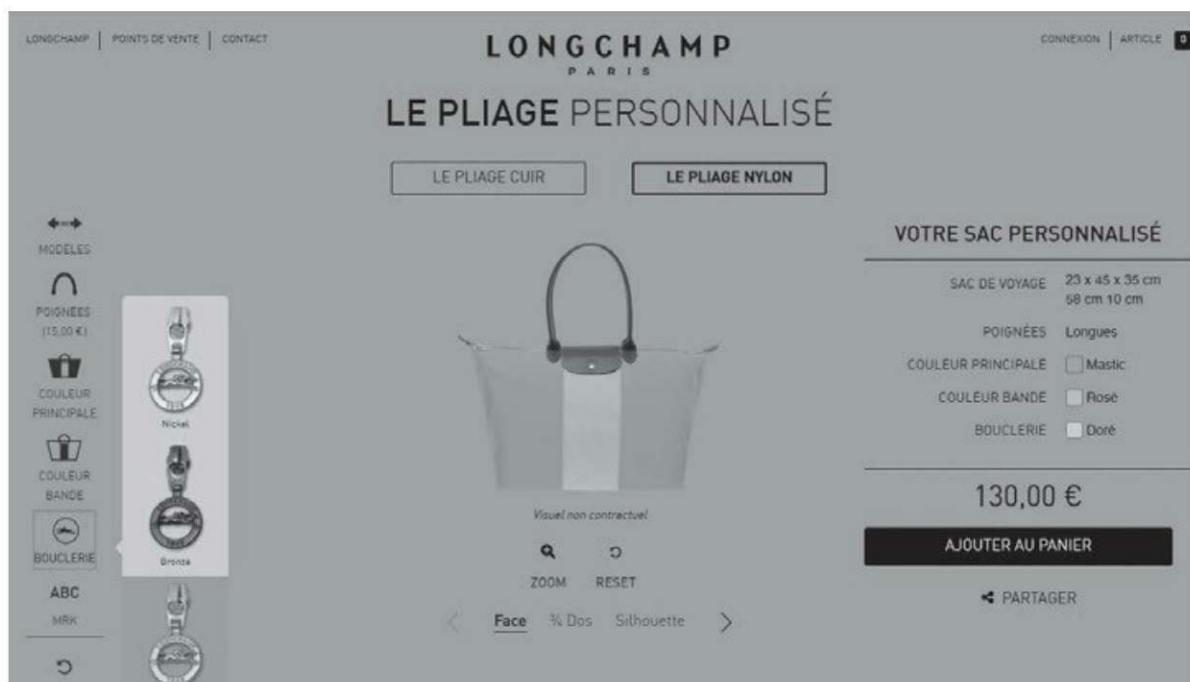 LONGCHAMP | POINTS DE VENTE | CONTACT
LONGCHAMP
PARIS
CONNEXION | ARTICLE 0
LE PLIAGE PERSONNALISÉ
LE PLIAGE CUIR
LE PLIAGE NYLON
MODÈLES
POIGNÉES
(15,00 €)
COULEUR
PRINCIPALE
COULEUR
BANDE
BOUCLERIE
ABC
MRK
Nickel
Bronze
Visuel non contractuel
ZOOM
RESET
Face
¾ Dos
Silhouette
VOTRE SAC PERSONNALISÉ
SAC DE VOYAGE 23 x 45 x 35 cm
58 cm 10 cm
POIGNÉES Longues
COULEUR PRINCIPALE Mastic
COULEUR BANDE Rosé
BOUCLERIE Doré
130,00 €
AJOUTER AU PANIER
PARTAGER